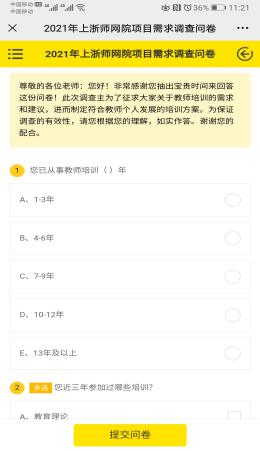 中国移动 HD 4G 4G 36% 11:21
中国移动
2021年上浙师网院项目需求调查问卷
2021年上浙师网院项目需求调查问卷
尊敬的各位老师：您好！非常感谢您抽出宝贵时间来回答
这份问卷！此次调查主要为了征求大家关于教师培训的需求
和建议，进而制定符合教师个人发展的培训方案。为保证
调查的有效性，请您根据您的理解，如实作答。谢谢您的
配合。
1 您已从事教师培训（）年
A、1-3年
B、4-6年
C、7-9年
D、10-12年
E、13年及以上
2 多选 您近三年参加过哪些培训？
A、教育理论
提交问卷